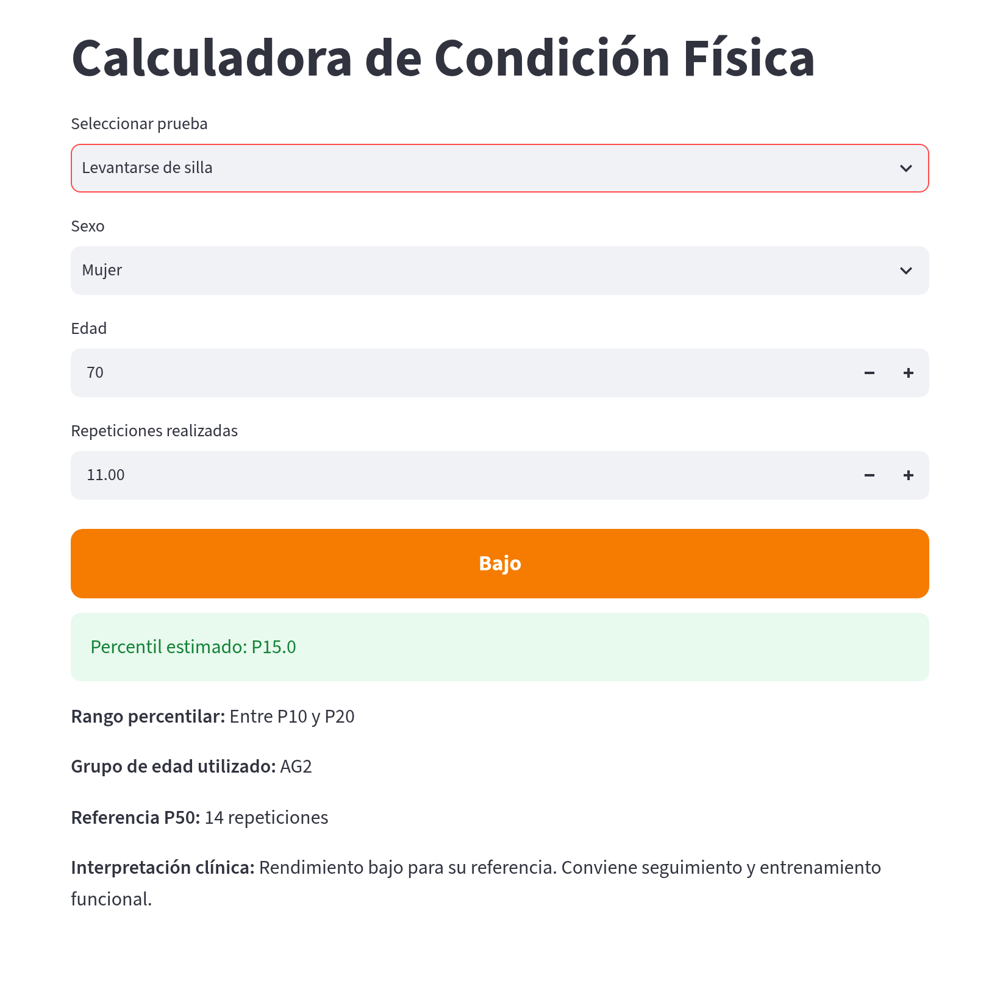 Calculadora de Condición Física
Seleccionar prueba
Levantarse de silla
Sexo
Mujer
Edad
70
Repeticiones realizadas
11.00
Bajo
Percentil estimado: P15.0
Rango percentilar: Entre P10 y P20
Grupo de edad utilizado: AG2
Referencia P50: 14 repeticiones
Interpretación clínica: Rendimiento bajo para su referencia. Conviene seguimiento y entrenamiento
funcional.